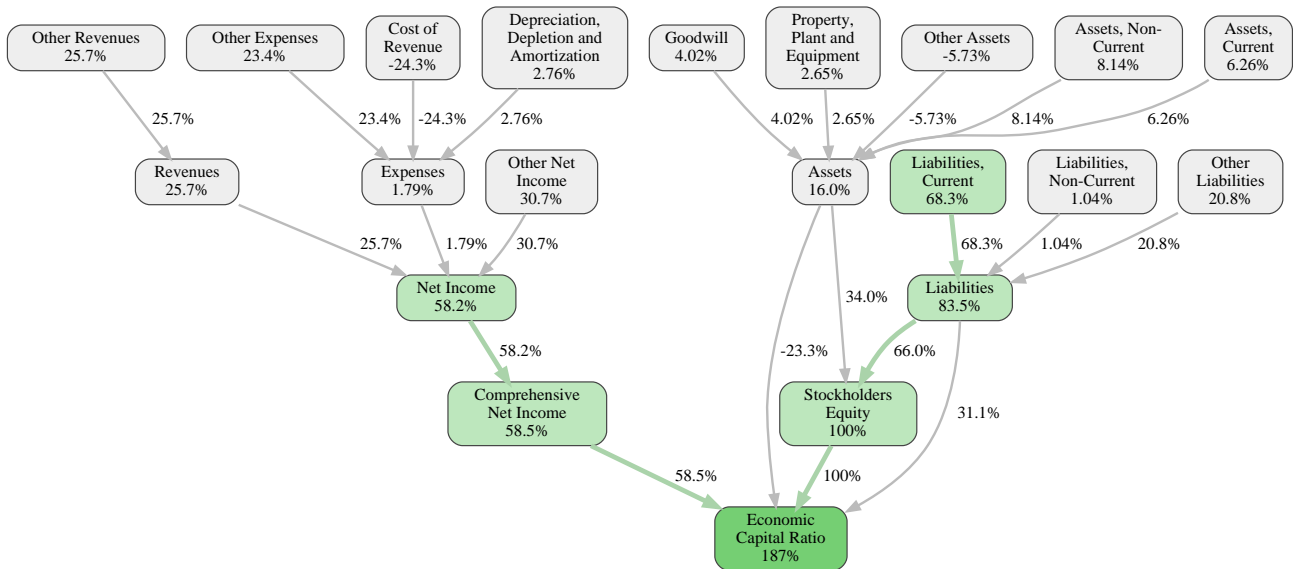 Other Revenues
25.7%
Other Expenses
23.4%
Cost of
Revenue
-24.3%
Depreciation,
Depletion and
Amortization
2.76%
Goodwill
4.02%
Property,
Plant and
Equipment
2.65%
Other Assets
-5.73%
Assets, Non-
Current
8.14%
Assets,
Current
6.26%
25.7%
23.4%
-24.3%
2.76%
4.02%
2.65%
-5.73%
8.14%
6.26%
Revenues
25.7%
Expenses
1.79%
Other Net
Income
30.7%
Assets
16.0%
Liabilities,
Current
68.3%
Liabilities,
Non-Current
1.04%
Other
Liabilities
20.8%
25.7%
1.79%
30.7%
68.3%
1.04%
20.8%
Net Income
58.2%
34.0%
Liabilities
83.5%
58.2%
-23.3%
66.0%
Comprehensive
Net Income
58.5%
Stockholders
Equity
100%
31.1%
58.5%
100%
Economic
Capital Ratio
187%